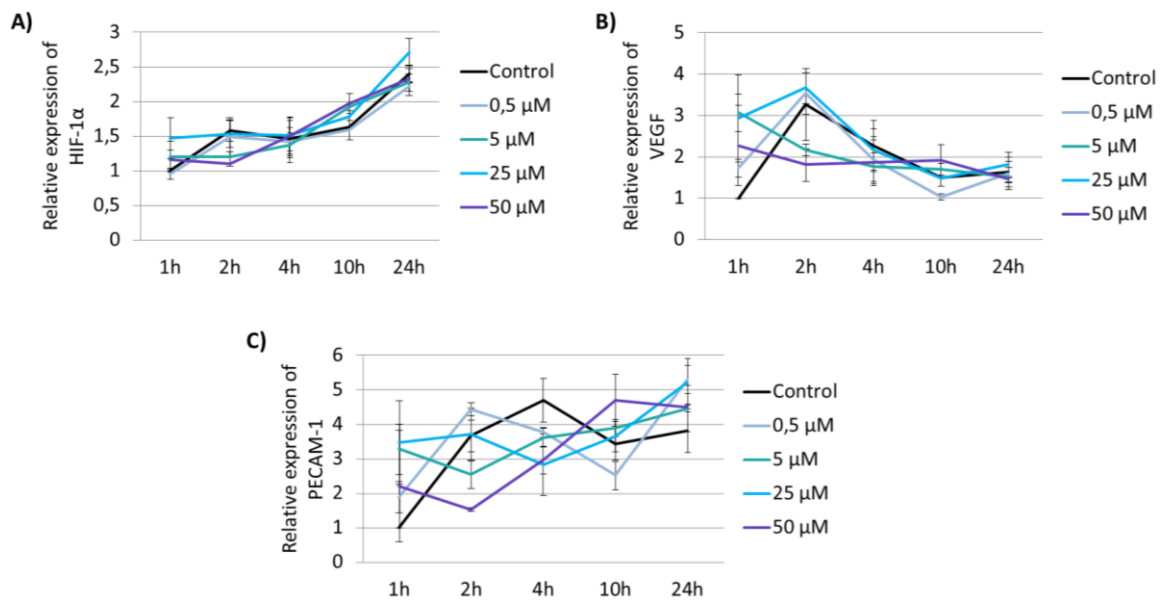 A)
Relative expression of
HIF-1α
3
2,5
2
1,5
1
0,5
0
1h 2h 4h 10h 24h
Control
0,5 μM
5 μM
25 μM
50 μM
B)
Relative expression of
VEGF
5
4
3
2
1
0
1h 2h 4h 10h 24h
Control
0,5 μM
5 μM
25 μM
50 μM
C)
Relative expression of
PECAM-1
6
5
4
3
2
1
0
1h 2h 4h 10h 24h
Control
0,5 μM
5 μM
25 μM
50 μM